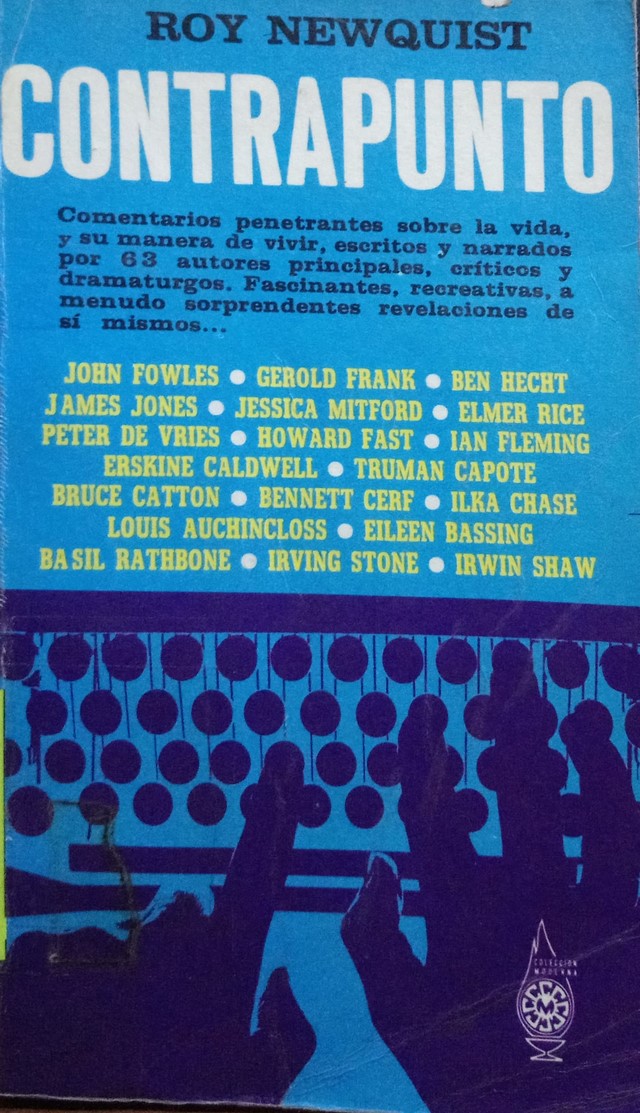 ROY NEWQUIST
CONTRAPUNTO
Comentarios penetrantes sobre la vida,
y su manera de vivir, escritos y narrados
por 63 autores principales, críticos y
dramaturgos. Fascinantes, recreativas, a
menudo sorprendentes revelaciones de
sí mismos...
JOHN FOWLES • GEROLD FRANK • BEN HECHT
JAMES JONES • JESSICA MITFORD • ELMER RICE
PETER DE VRIES • HOWARD FAST • IAN FLEMING
ERSKINE CALDWELL • TRUMAN CAPOTE
BRUCE CATTON • BENNETT CERF • ILKA CHASE
LOUIS AUCHINCLOSS • EILEEN BASSING
BASIL RATHBONE • IRVING STONE • IRWIN SHAW
COLECCION
MODERNA
M